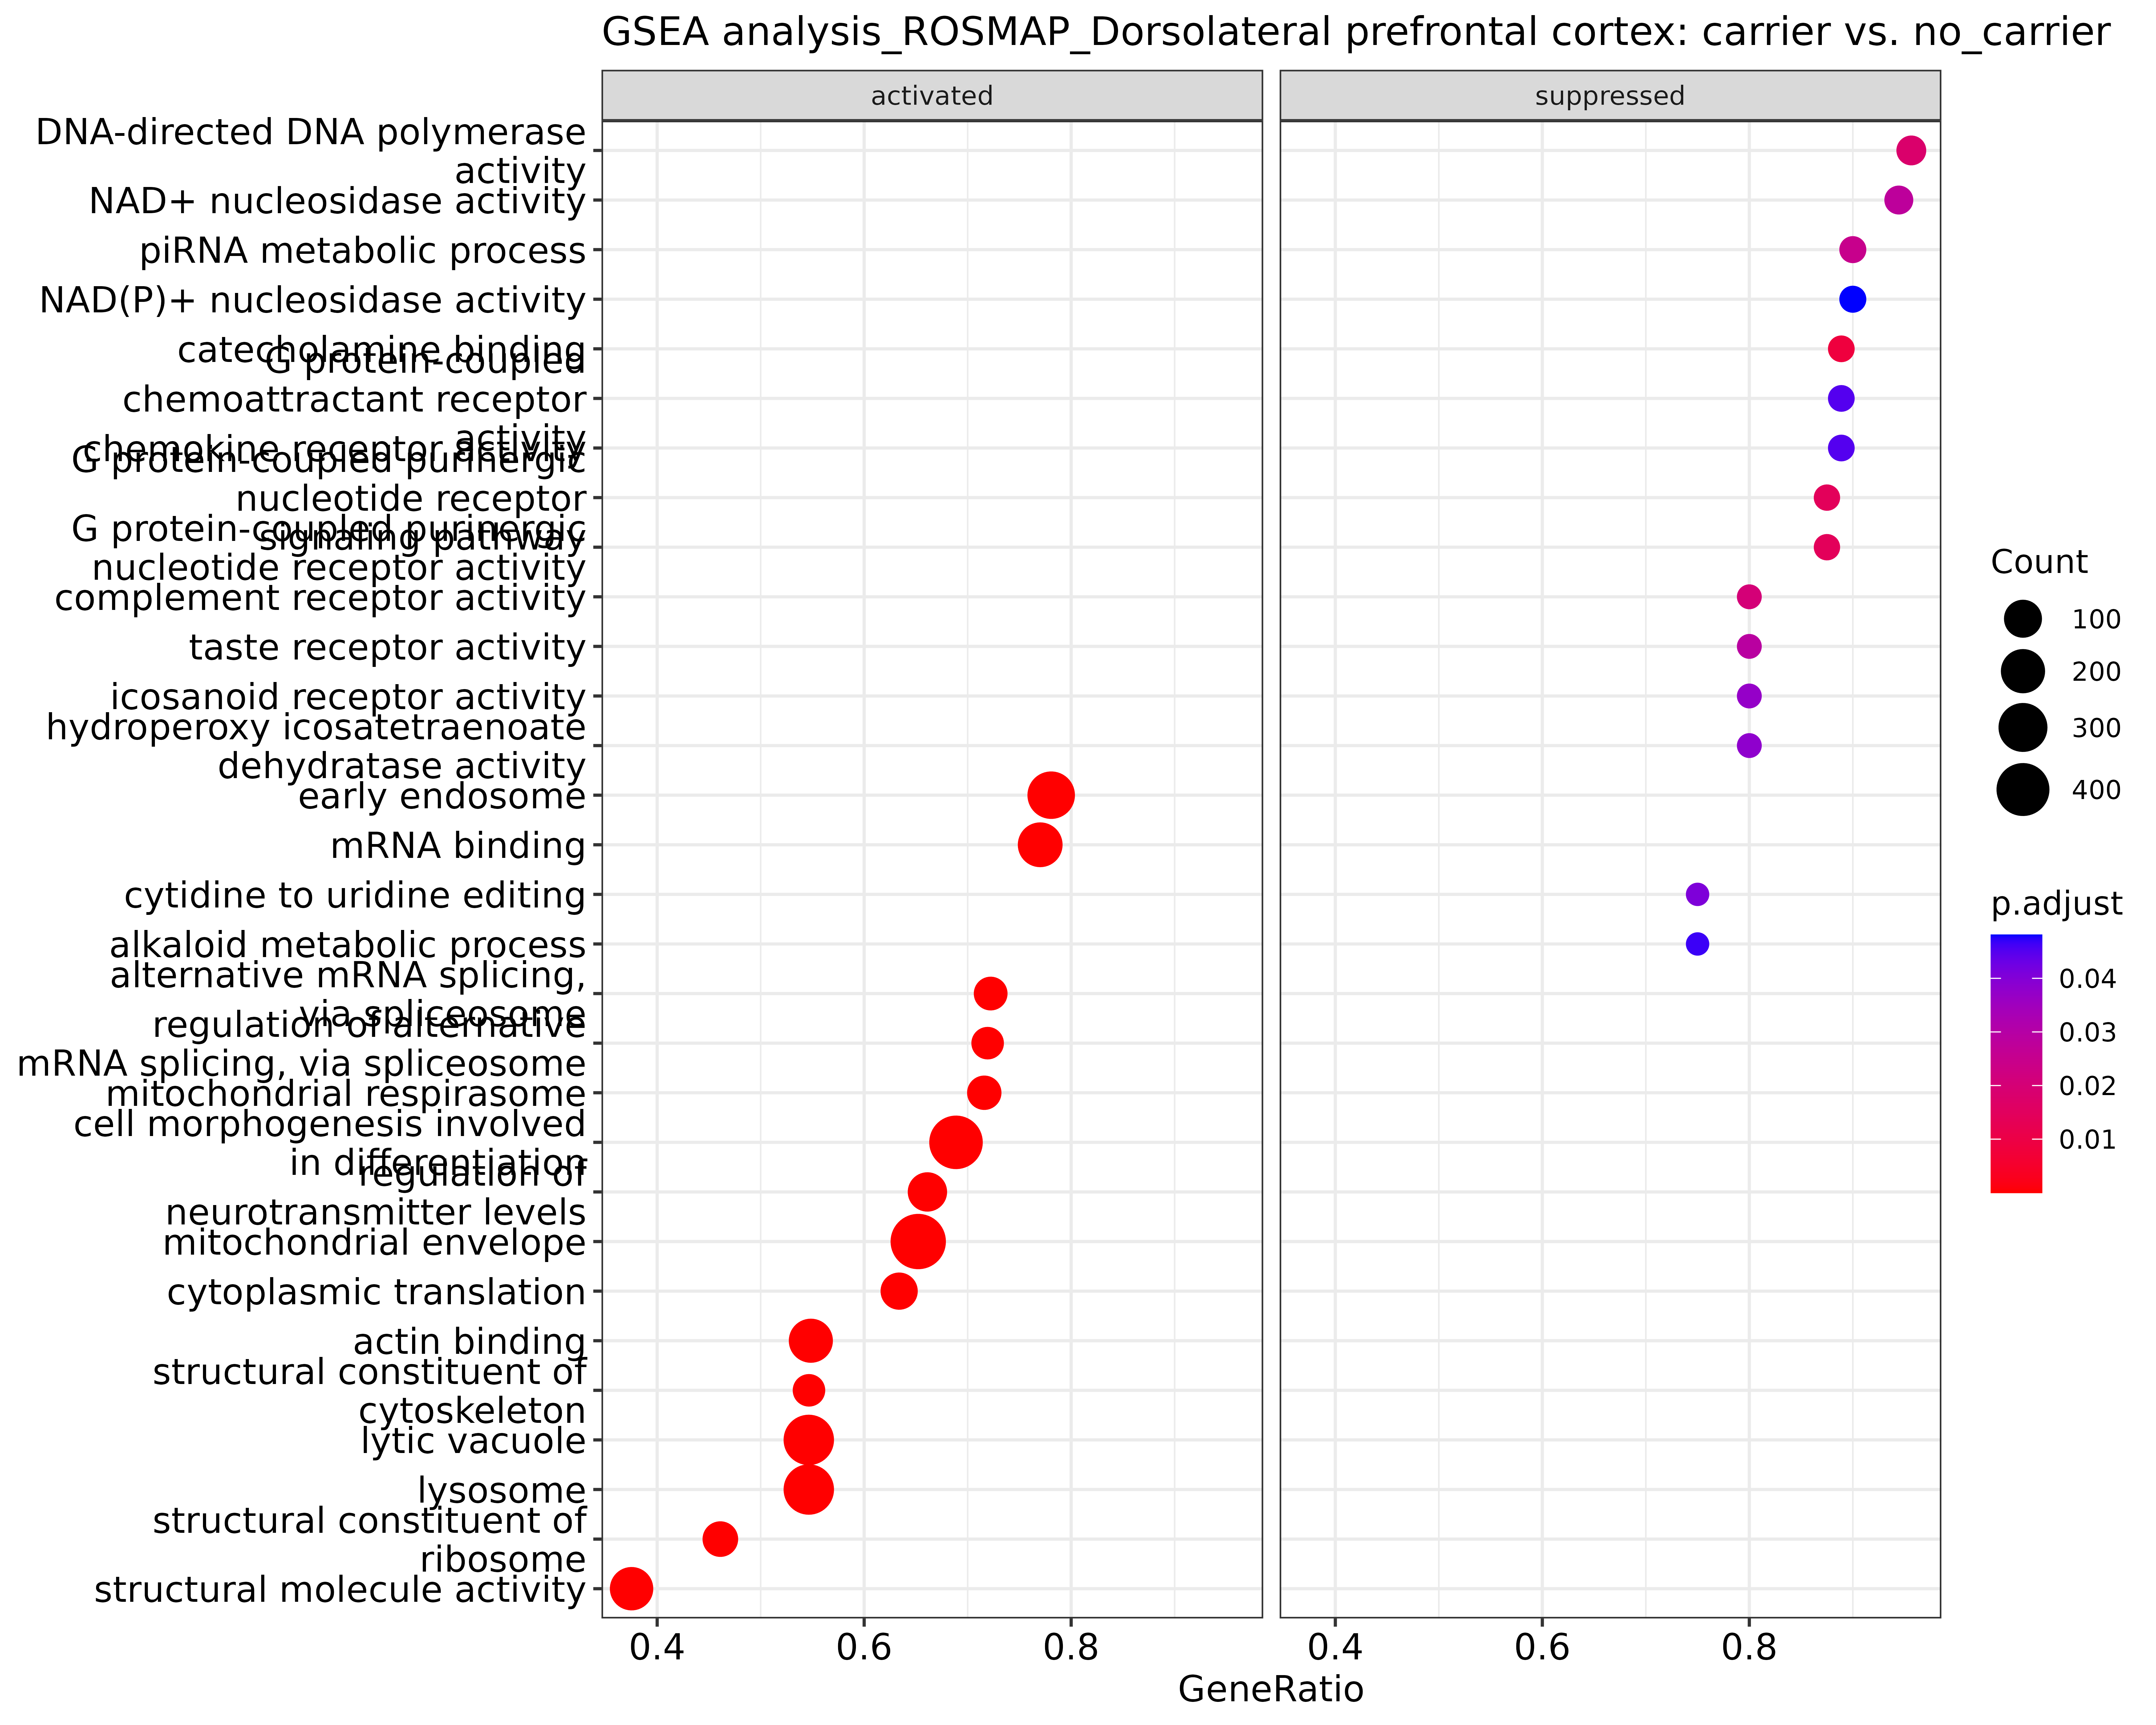 GSEA analysis_ROSMAP_Dorsolateral prefrontal cortex: carrier vs. no_carrier
activated
suppressed
DNA-directed DNA polymerase
activity
NAD+ nucleosidase activity
piRNA metabolic process
NAD(P)+ nucleosidase activity
catecholamine binding
G protein-coupled
chemoattractant receptor
activity
chemokine receptor activity
G protein-coupled purinergic
nucleotide receptor
signaling pathway
G protein-coupled purinergic
nucleotide receptor activity
complement receptor activity
taste receptor activity
icosanoid receptor activity
hydroperoxy icosatetraenoate
dehydratase activity
early endosome
mRNA binding
cytidine to uridine editing
alkaloid metabolic process
alternative mRNA splicing,
via spliceosome
regulation of alternative
mRNA splicing, via spliceosome
mitochondrial respirasome
cell morphogenesis involved
in differentiation
regulation of
neurotransmitter levels
mitochondrial envelope
cytoplasmic translation
actin binding
structural constituent of
cytoskeleton
lytic vacuole
lysosome
structural constituent of
ribosome
structural molecule activity
0.4
0.6
0.8
0.4
0.6
0.8
GeneRatio
Count
100
200
300
400
p.adjust
0.04
0.03
0.02
0.01